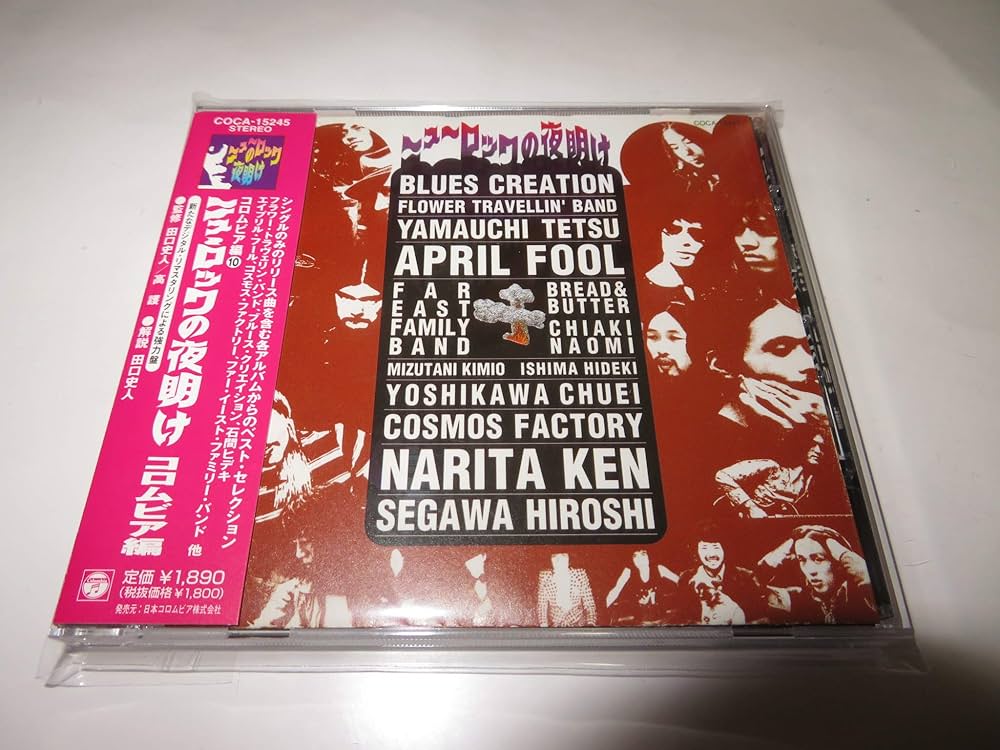 COCA-15245
STEREO
ニューロックの夜明け
シングルのみのリリース曲を含む各アルバムからのベスト・セレクション
フラワー・トラヴェリン・バンド、ブルース・クリエイション、石間ヒデキ
エイプリル・フール、コスモス・ファクトリー、ファー・イースト・ファミリー・バンド 他
コロムビア編⑩
ニューロックの夜明け コロムビア編
新たなデジタル・リマスタリングによる強力盤
●監修 田口史人/高 護 ●解説 田口史人
定価 ¥1,890
(税抜価格 ¥1,800)
発売元:日本コロムビア株式会社
ニューロックの夜明け
BLUES CREATION
FLOWER TRAVELLIN' BAND
YAMAUCHI TETSU
APRIL FOOL
FAR
EAST
FAMILY
BAND
BREAD&
BUTTER
CHIAKI
NAOMI
MIZUTANI KIMIO ISHIMA HIDEKI
YOSHIKAWA CHUEI
COSMOS FACTORY
NARITA KEN
SEGAWA HIROSHI